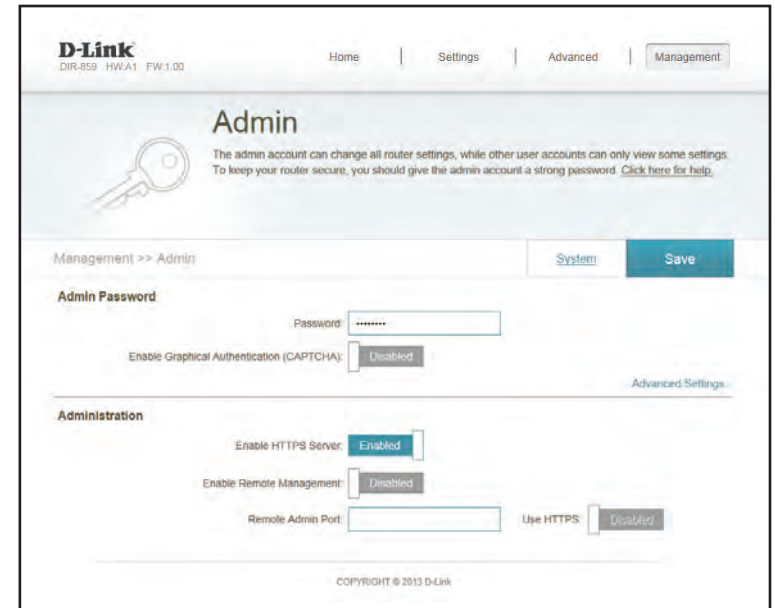 D-Link
DIR-859 HW:A1 FW:1.00
Home | Settings | Advanced | Management
Admin
The admin account can change all router settings, while other user accounts can only view some settings.
To keep your router secure, you should give the admin account a strong password. Click here for help.
Management >> Admin
System
Save
Admin Password
Password: ••••••••
Enable Graphical Authentication (CAPTCHA): Disabled
Advanced Settings...
Administration
Enable HTTPS Server: Enabled
Enable Remote Management: Disabled
Remote Admin Port: Use HTTPS: Disabled
COPYRIGHT © 2013 D-Link